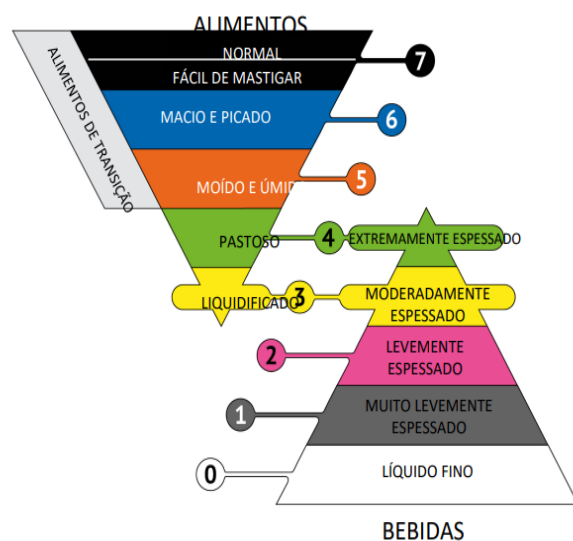 ALIMENTOS
NORMAL
7
FÁCIL DE MASTIGAR
ALIMENTOS DE TRANSIÇÃO
MACIO E PICADO
6
MOÍDO E ÚMIDO
5
PASTOSO
4
EXTREMAMENTE ESPESSADO
LIQUIDIFICADO
3
MODERADAMENTE
ESPESSADO
2
LEVEMENTE
ESPESSADO
1
MUITO LEVEMENTE
ESPESSADO
0
LÍQUIDO FINO
BEBIDAS